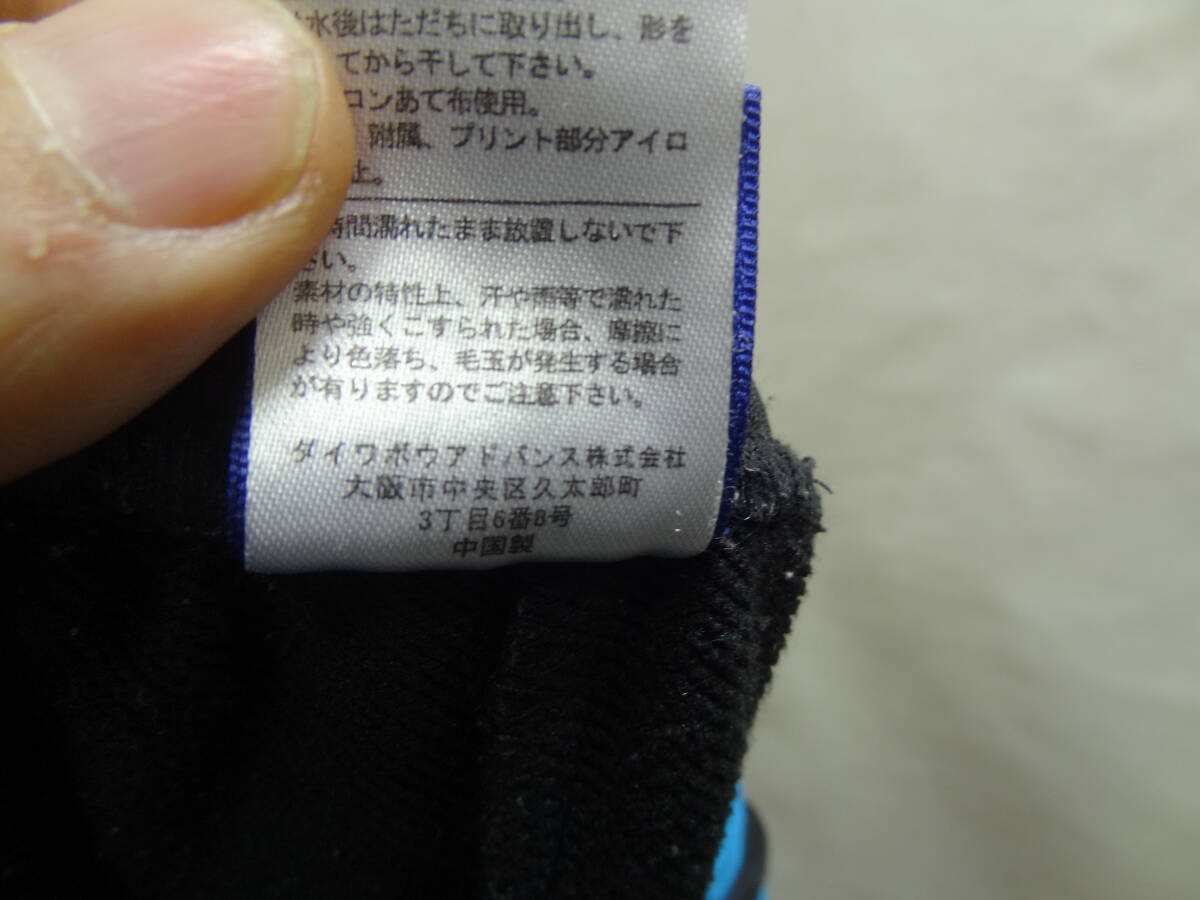 水後はただちに取り出し、形を
てから干して下さい。
ロンあて布使用。
附属、プリント部分アイロ
止。
時間濡れたまま放置しないで下
さい。
素材の特性上、汗や雨等で濡れた
時や強くこすられた場合、摩擦に
より色落ち、毛玉が発生する場合
が有りますのでご注意下さい。
ダイワボウアドバンス株式会社
大阪市中央区久太郎町
3丁目6番8号
中国製